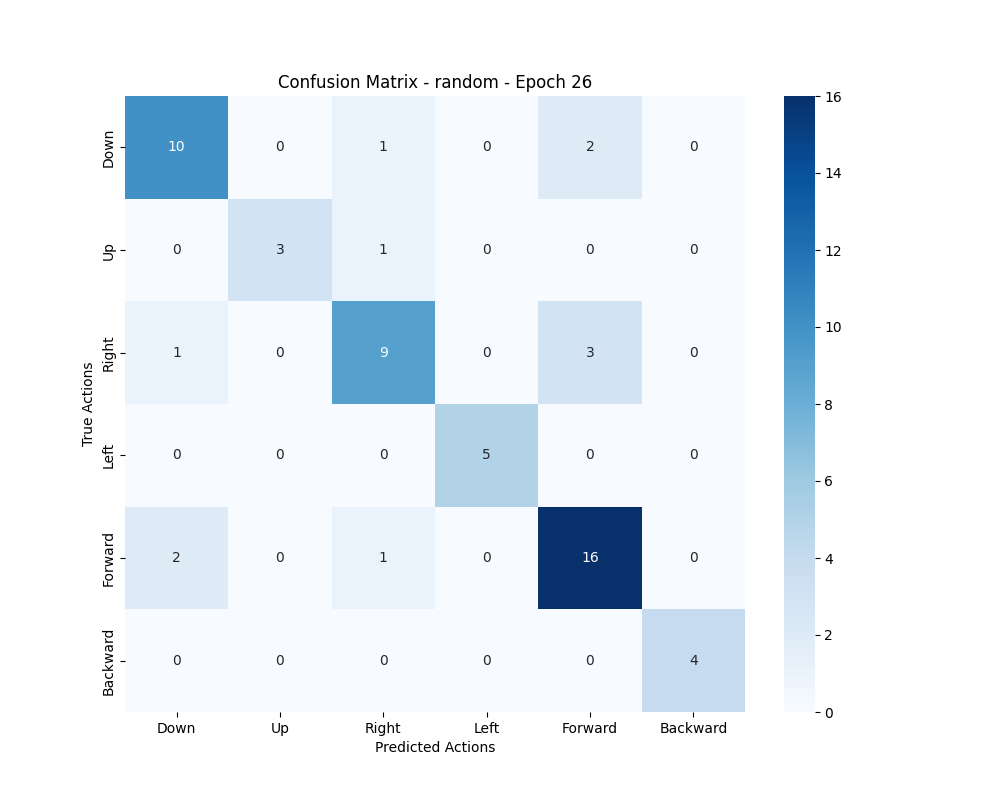 Confusion Matrix - random - Epoch 26
Down 10 0 1 0 2 0
Up 0 3 1 0 0 0
Right 1 0 9 0 3 0
Left 0 0 0 5 0 0
Forward 2 0 1 0 16 0
Backward 0 0 0 0 0 4
True Actions
Down Up Right Left Forward Backward
Predicted Actions
16
14
12
10
8
6
4
2
0